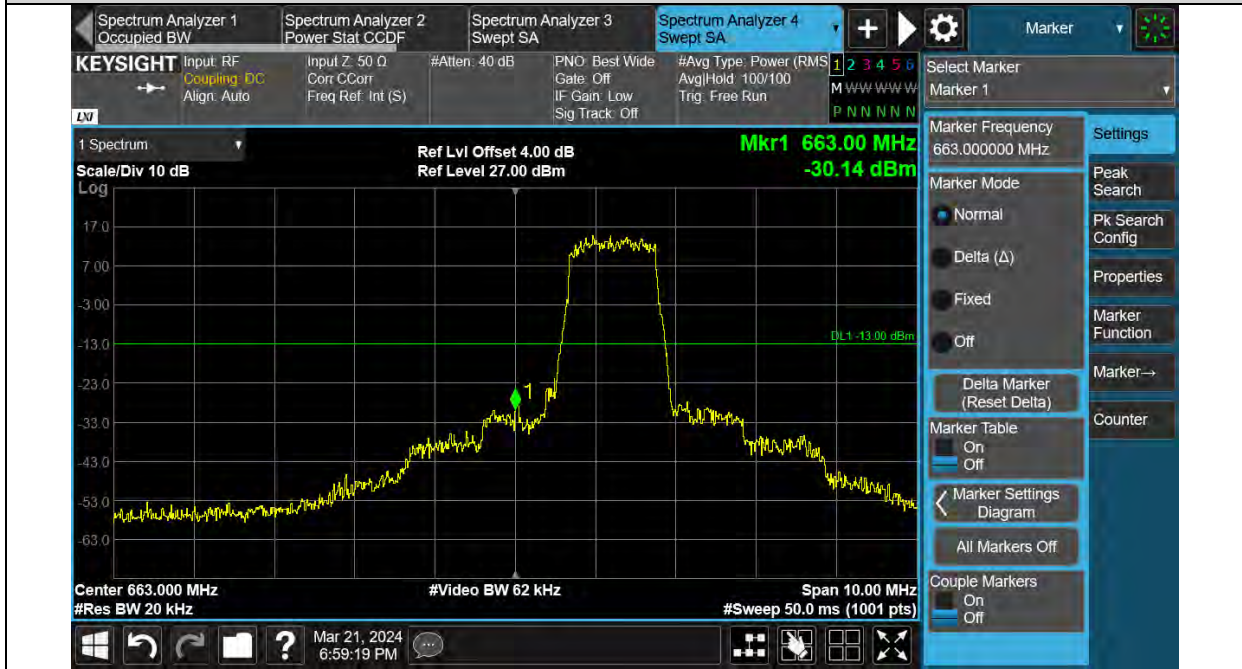 Spectrum Analyzer 1
Occupied BW
Spectrum Analyzer 2
Power Stat CCDF
Spectrum Analyzer 3
Swept SA
Spectrum Analyzer 4
Swept SA
+
Marker
KEYSIGHT
LXI
Input: RF
Coupling: DC
Align: Auto
Input Z: 50 Ω
Corr CCorr
Freq Ref: Int (S)
#Atten: 40 dB
PNO: Best Wide
Gate: Off
IF Gain: Low
Sig Track: Off
#Avg Type: Power (RMS
Avg|Hold: 100/100
Trig: Free Run
1 2 3 4 5 6
M W W W W W
P N N N N N
Select Marker
Marker 1
1 Spectrum
Scale/Div 10 dB
Ref Lvl Offset 4.00 dB
Ref Level 27.00 dBm
Mkr1 663.00 MHz
-30.14 dBm
Log
17.0
7.00
-3.00
-13.0
-23.0
-33.0
-43.0
-53.0
-63.0
DL1 -13.00 dBm
1
Center 663.000 MHz
#Res BW 20 kHz
#Video BW 62 kHz
Span 10.00 MHz
#Sweep 50.0 ms (1001 pts)
Marker Frequency
663.000000 MHz
Marker Mode
Normal
Delta (Δ)
Fixed
Off
Delta Marker
(Reset Delta)
Marker Table
On
Off
Marker Settings
Diagram
All Markers Off
Couple Markers
On
Off
Settings
Peak
Search
Pk Search
Config
Properties
Marker
Function
Marker→
Counter
?
Mar 21, 2024
6:59:19 PM